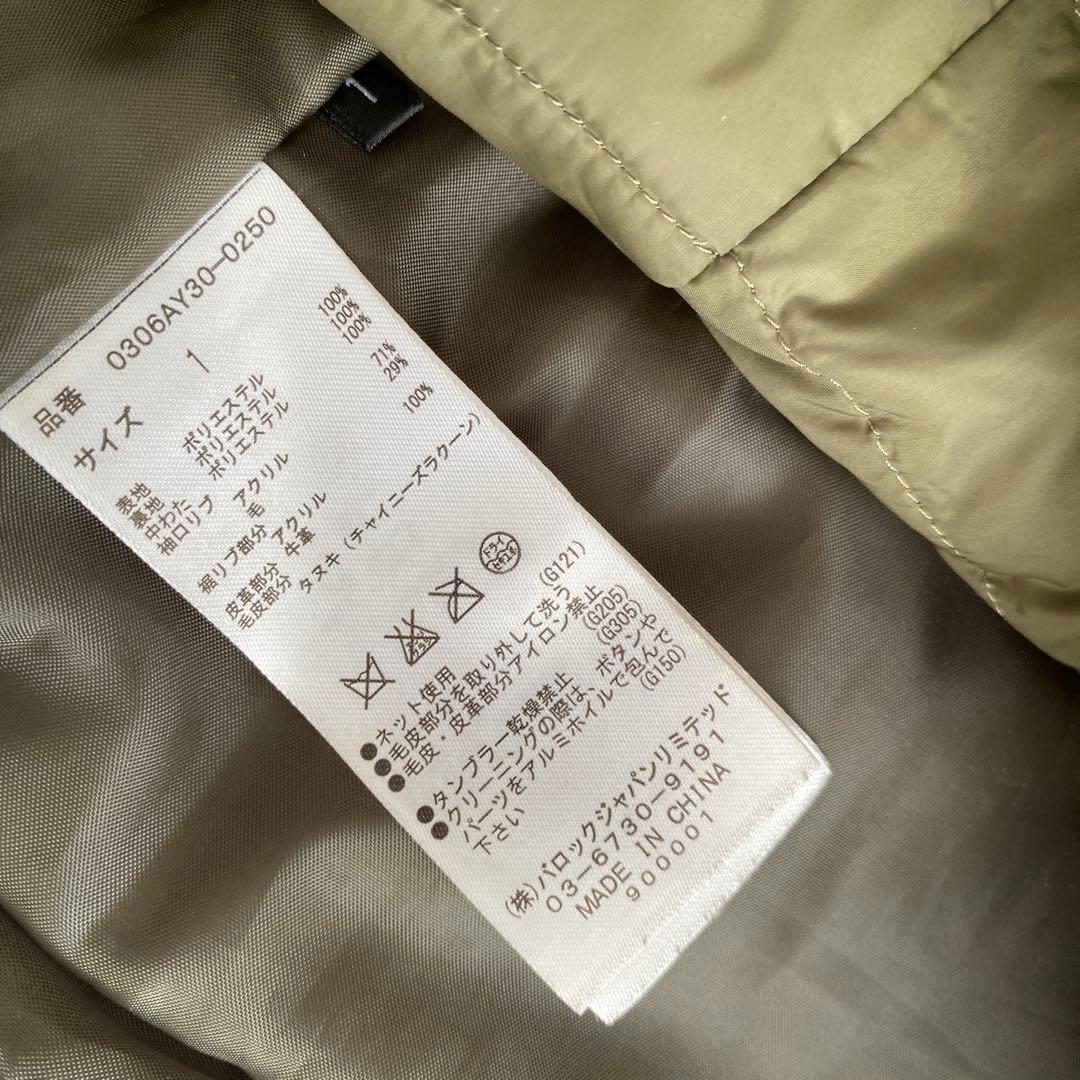 1
品番 0306AY30-0250
サイズ 1
表地 ポリエステル 100%
裏地 ポリエステル 100%
中わた ポリエステル 100%
袖口リブ アクリル 71%
毛 29%
裾リブ部分 アクリル 100%
皮革部分 牛革
毛皮部分 タヌキ(チャイニーズラクーン)
ドライ
セキユ系
●ネット使用
●毛皮部分を取り外して洗う(G121)
●毛皮・皮革部分アイロン禁止(G205)
●タンブラー乾燥禁止(G305)
●クリーニングの際は、ボタンや
パーツをアルミホイルで包んで
下さい(G150)
(株)バロックジャパンリミテッド
03-6730-9191
MADE IN CHINA
900001